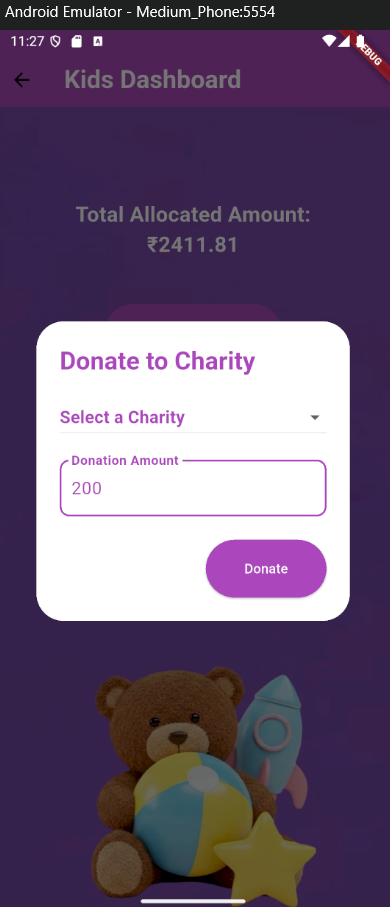 Android Emulator - Medium_Phone:5554
11:27
A
DEBUG
Kids Dashboard
Total Allocated Amount:
₹2411.81
Donate to Charity
Select a Charity
Donation Amount
200
Donate